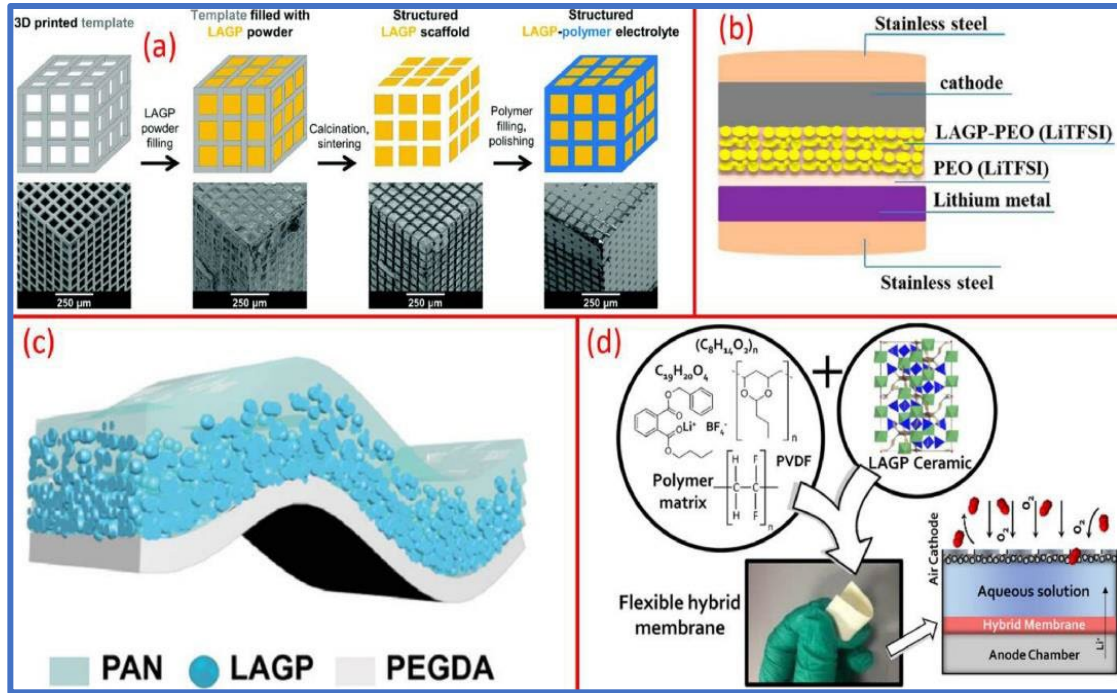 3D printed template
(a)
Template filled with
LAGP powder
Structured
LAGP scaffold
Structured
LAGP-polymer electrolyte
LAGP
powder
filling
Calcination,
sintering
Polymer
filling,
polishing
250 µm
250 µm
250 µm
250 µm
(b)
Stainless steel
cathode
LAGP-PEO (LiTFSI)
PEO (LiTFSI)
Lithium metal
Stainless steel
(c)
PAN
LAGP
PEGDA
(d)
(C8H14O2)n
C19H20O4
O
O
OLi+
BF4-
O
O
O
n
Polymer
matrix
PVDF
H F
C C
H F
n
+
LAGP Ceramic
Flexible hybrid
membrane
Air Cathode
O2
O2
O2
O2
Aqueous solution
Hybrid Membrane
Anode Chamber
Li+